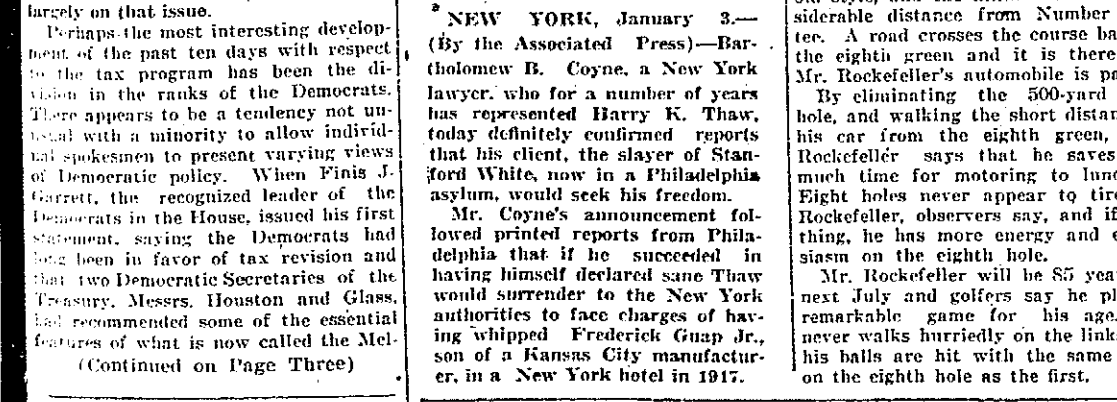 largely on that issue.
Perhaps the most interesting develop-
ment of the past ten days with respect
to the tax program has been the di-
vision in the ranks of the Democrats.
There appears to be a tendency not un-
usual with a minority to allow individ-
ual spokesmen to present varying views
of Democratic policy. When Finis J.
Garrett, the recognized leader of the
Democrats in the House, issued his first
statement, saying the Democrats had
long been in favor of tax revision and
that two Democratic Secretaries of the
Treasury, Messrs. Houston and Glass,
had recommended some of the essential
features of what is now called the Mel-
(Continued on Page Three)
NEW YORK, January 3.—
(By the Associated Press)—Bar-
tholomew B. Coyne, a New York
lawyer, who for a number of years
has represented Harry K. Thaw,
today definitely confirmed reports
that his client, the slayer of Stan-
ford White, now in a Philadelphia
asylum, would seek his freedom.
Mr. Coyne's announcement fol-
lowed printed reports from Phila-
delphia that if he succeeded in
having himself declared sane Thaw
would surrender to the New York
authorities to face charges of hav-
ing whipped Frederick Guap Jr.,
son of a Kansas City manufactur-
er, in a New York hotel in 1917.
siderable distance from Number
ter. A road crosses the course ba
the eighth green and it is there
Mr. Rockefeller's automobile is pa
By eliminating the 500-yard
hole, and walking the short distan
his car from the eighth green,
Rockefeller says that he saves
much time for motoring to lunc
Eight holes never appear to tire
Rockefeller, observers say, and if
thing, he has more energy and e
siasm on the eighth hole.
Mr. Rockefeller will be 85 yea
next July and golfers say he pl
remarkable game for his age.
never walks hurriedly on the link
his balls are hit with the same
on the eighth hole as the first.